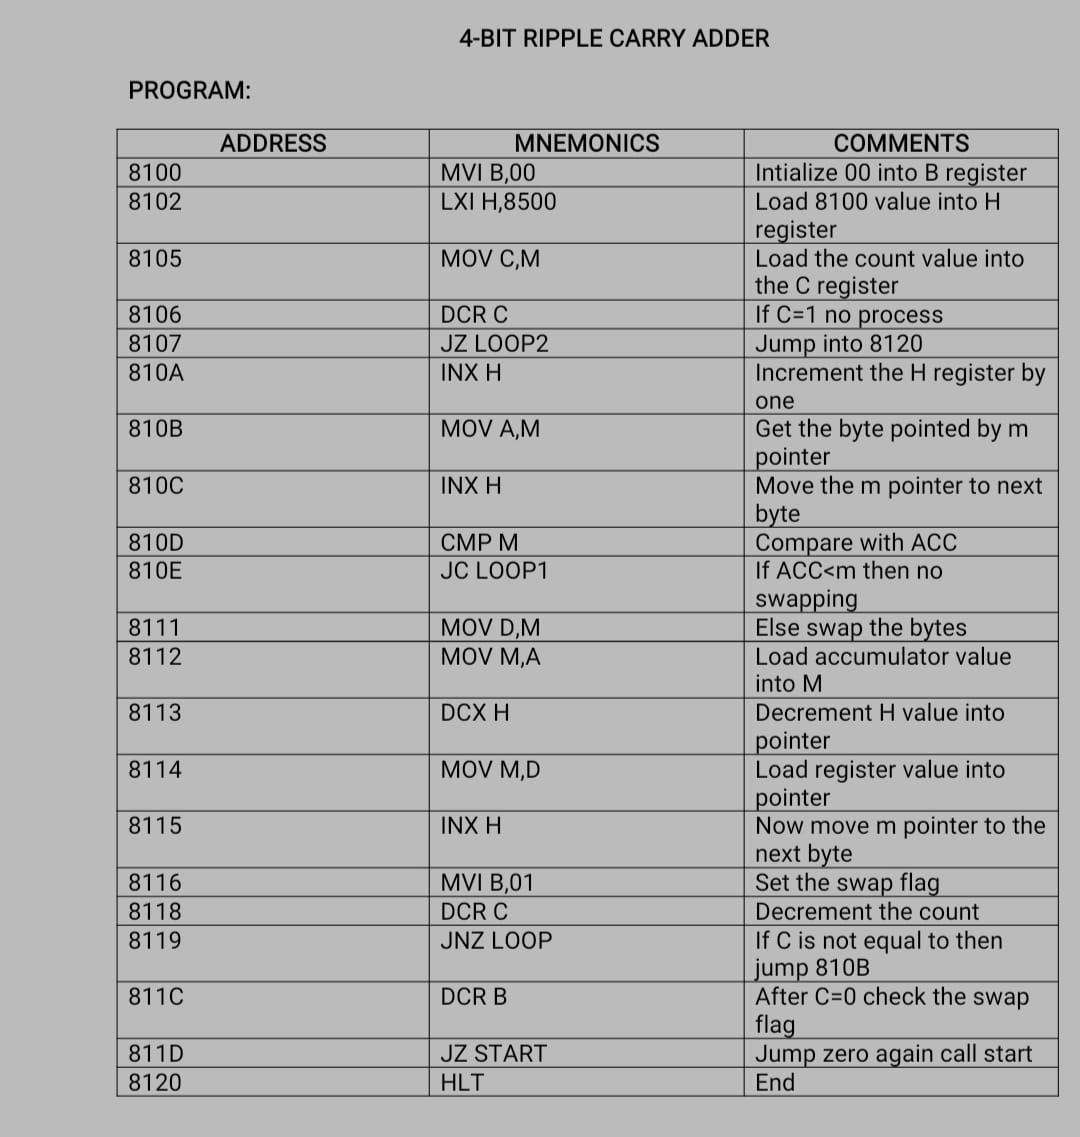 4-BIT RIPPLE CARRY ADDER
PROGRAM:
ADDRESS MNEMONICS COMMENTS
8100 MVI B,00 Intialize 00 into B register
8102 LXI H,8500 Load 8100 value into H
register
8105 MOV C,M Load the count value into
the C register
8106 DCR C If C=1 no process
8107 JZ LOOP2 Jump into 8120
810A INX H Increment the H register by
one
810B MOV A,M Get the byte pointed by m
pointer
810C INX H Move the m pointer to next
byte
810D CMP M Compare with ACC
810E JC LOOP1 If ACC<m then no
swapping
8111 MOV D,M Else swap the bytes
8112 MOV M,A Load accumulator value
into M
8113 DCX H Decrement H value into
pointer
8114 MOV M,D Load register value into
pointer
8115 INX H Now move m pointer to the
next byte
8116 MVI B,01 Set the swap flag
8118 DCR C Decrement the count
8119 JNZ LOOP If C is not equal to then
jump 810B
811C DCR B After C=0 check the swap
flag
811D JZ START Jump zero again call start
8120 HLT End